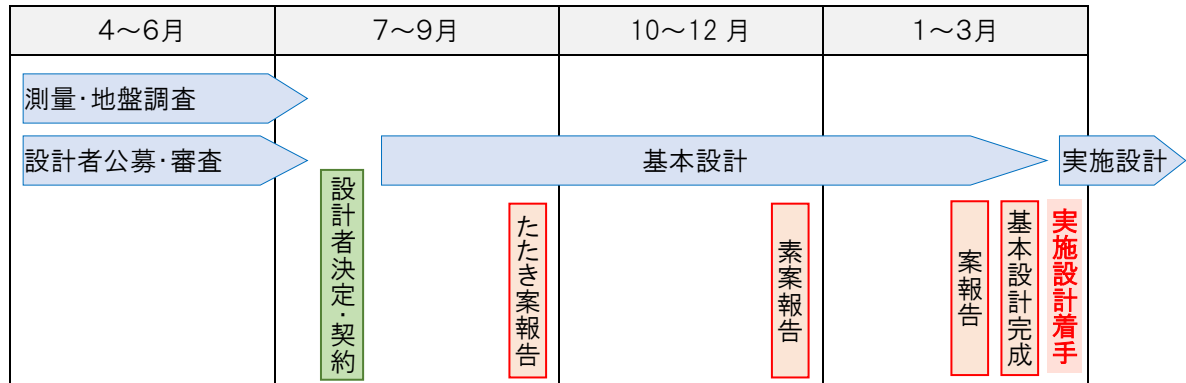 4～6月
7～9月
10～12 月
1～3月
測量・地盤調査
設計者公募・審査
基本設計
実施設計
設計者決定・契約
たたき案報告
素案報告
案報告
基本設計完成
実施設計着手